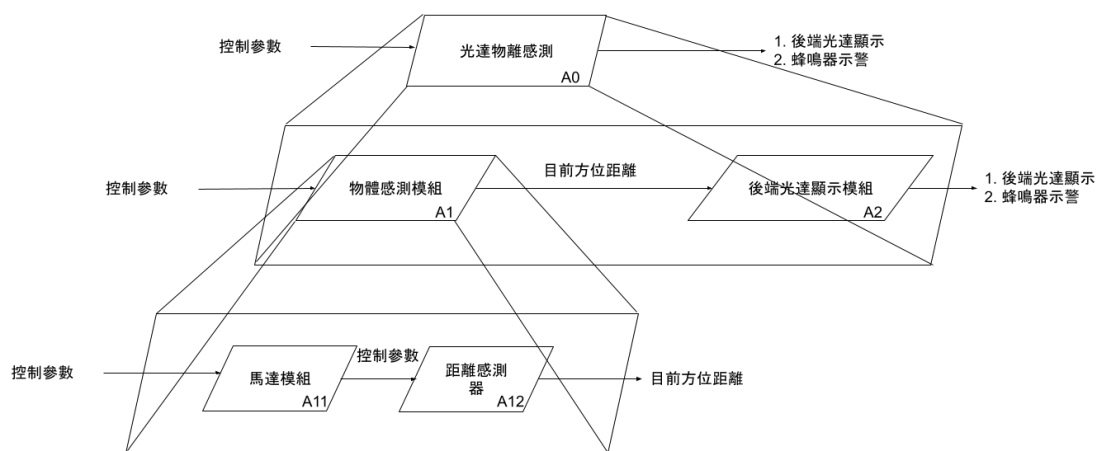 控制參數
光達物離感測
A0
1. 後端光達顯示
2. 蜂鳴器示警
控制參數
物體感測模組
A1
目前方位距離
後端光達顯示模組
A2
1. 後端光達顯示
2. 蜂鳴器示警
控制參數
馬達模組
A11
控制參數
距離感測
器
A12
目前方位距離